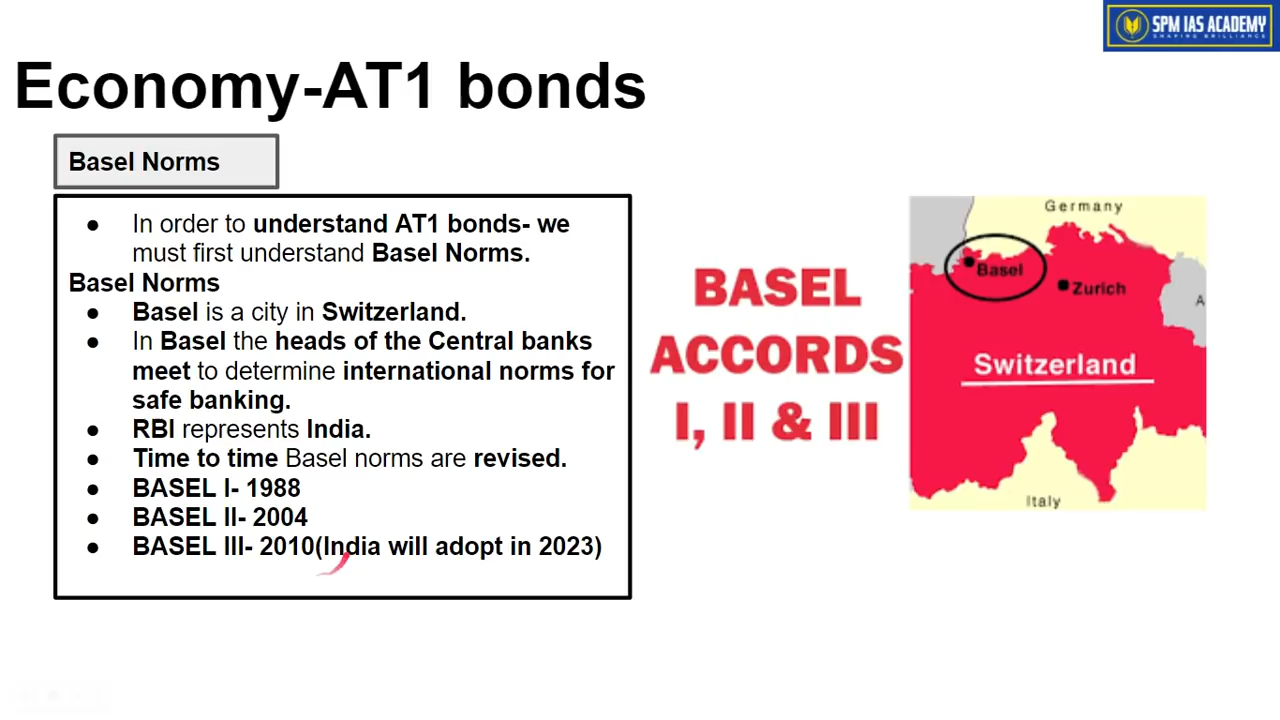 SPM IAS ACADEMY
SHAPING BRILLIANCE
Economy-AT1 bonds
Basel Norms
● In order to understand AT1 bonds- we
must first understand Basel Norms.
Basel Norms
● Basel is a city in Switzerland.
● In Basel the heads of the Central banks
meet to determine international norms for
safe banking.
● RBI represents India.
● Time to time Basel norms are revised.
● BASEL I- 1988
● BASEL II- 2004
● BASEL III- 2010(India will adopt in 2023)
BASEL
ACCORDS
I, II & III
Germany
Basel
Zurich
A
Switzerland
Italy